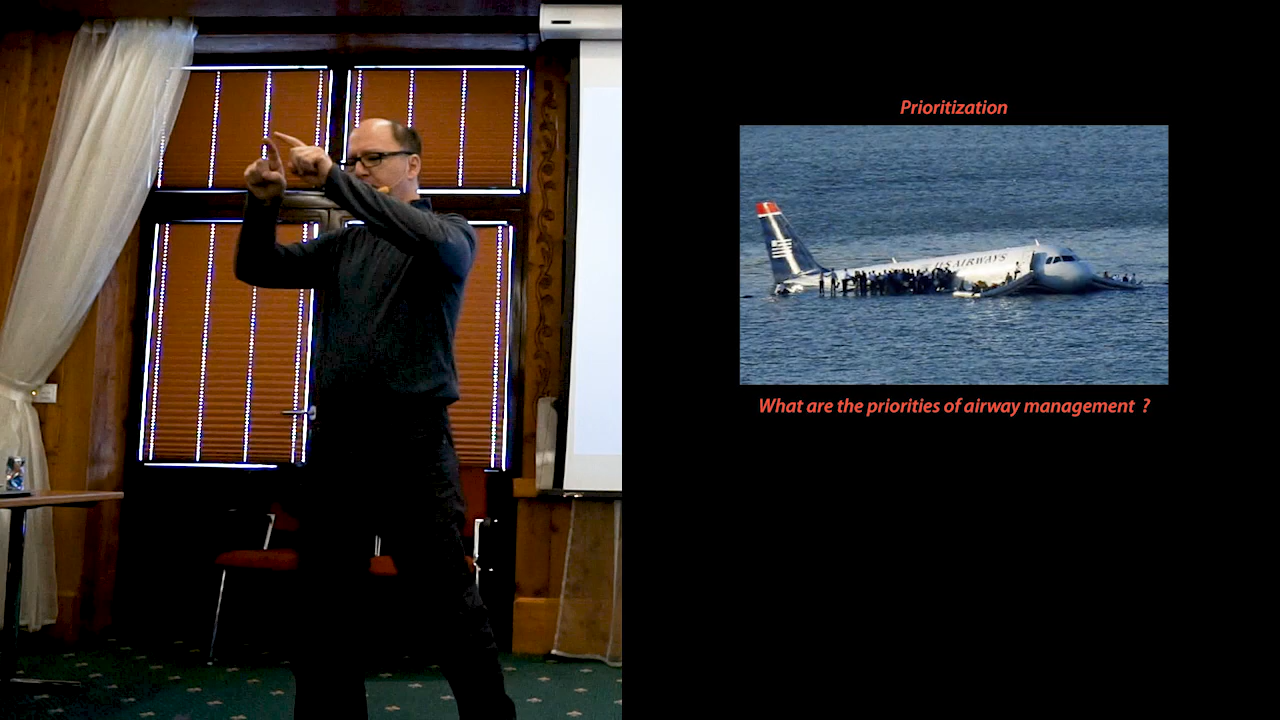 Prioritization
US AIRWAYS
What are the priorities of airway management ?